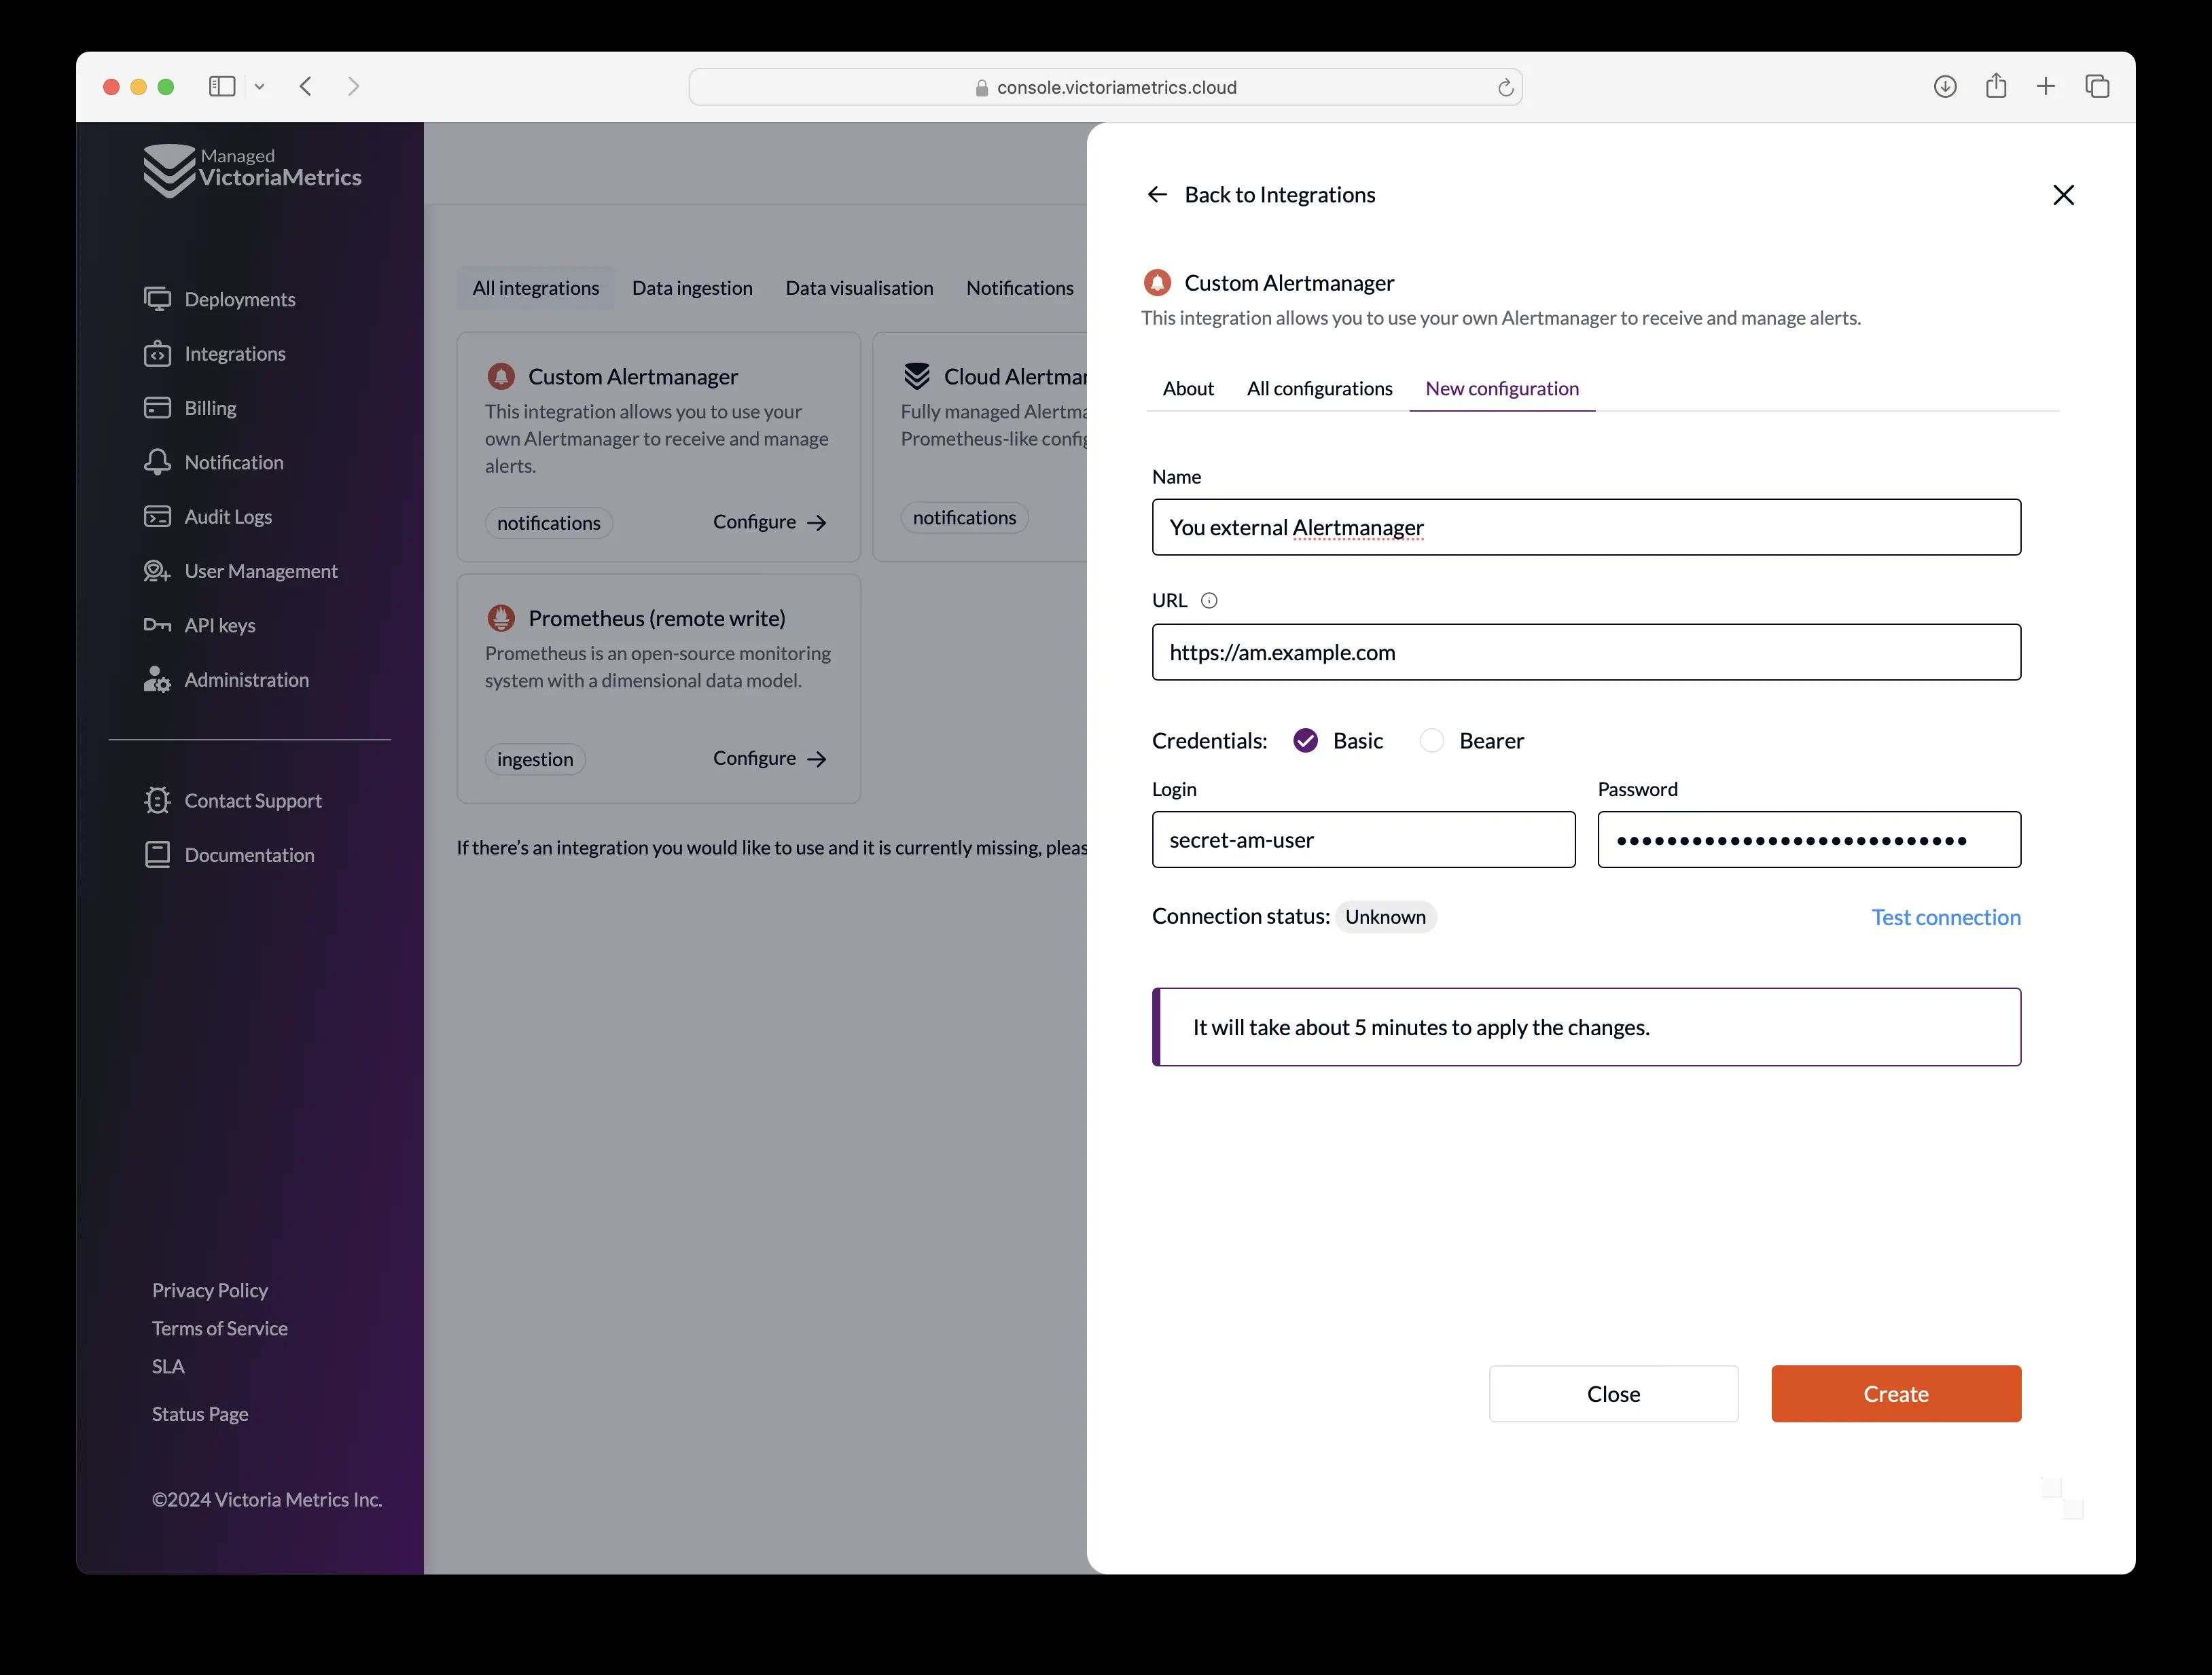 console.victoriametrics.cloud
Managed
VictoriaMetrics
Deployments
Integrations
Billing
Notification
Audit Logs
User Management
API keys
Administration
Contact Support
Documentation
Privacy Policy
Terms of Service
SLA
Status Page
©2024 Victoria Metrics Inc.
All integrations Data ingestion Data visualisation Notifications
Custom Alertmanager
This integration allows you to use your
own Alertmanager to receive and manage
alerts.
notifications Configure
Cloud
Fully managed
Prometheus-like
notifications
Prometheus (remote write)
Prometheus is an open-source monitoring
system with a dimensional data model.
ingestion Configure
If there's an integration you would like to use and it is currently missing,
Back to Integrations
Custom Alertmanager
This integration allows you to use your own Alertmanager to receive and manage alerts.
About All configurations New configuration
Name
You external Alertmanager
URL
https://am.example.com
Credentials: Basic Bearer
Login Password
secret-am-user ••••••••••••••••••••••••••••
Connection status: Unknown Test connection
It will take about 5 minutes to apply the changes.
Close Create